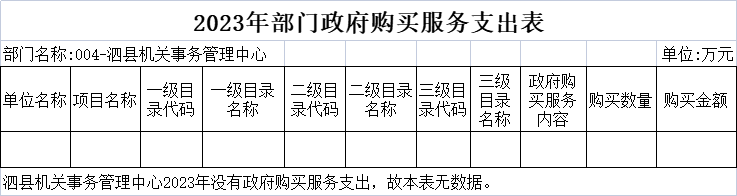 2023年部门政府购买服务支出表
部门名称:004-泗县机关事务管理中心 单位:万元
单位名称 项目名称 一级目录代码 一级目录名称 二级目录代码 二级目录名称 三级目录代码 三级目录名称 政府购买服务内容 购买数量 购买金额
泗县机关事务管理中心2023年没有政府购买服务支出，故本表无数据。